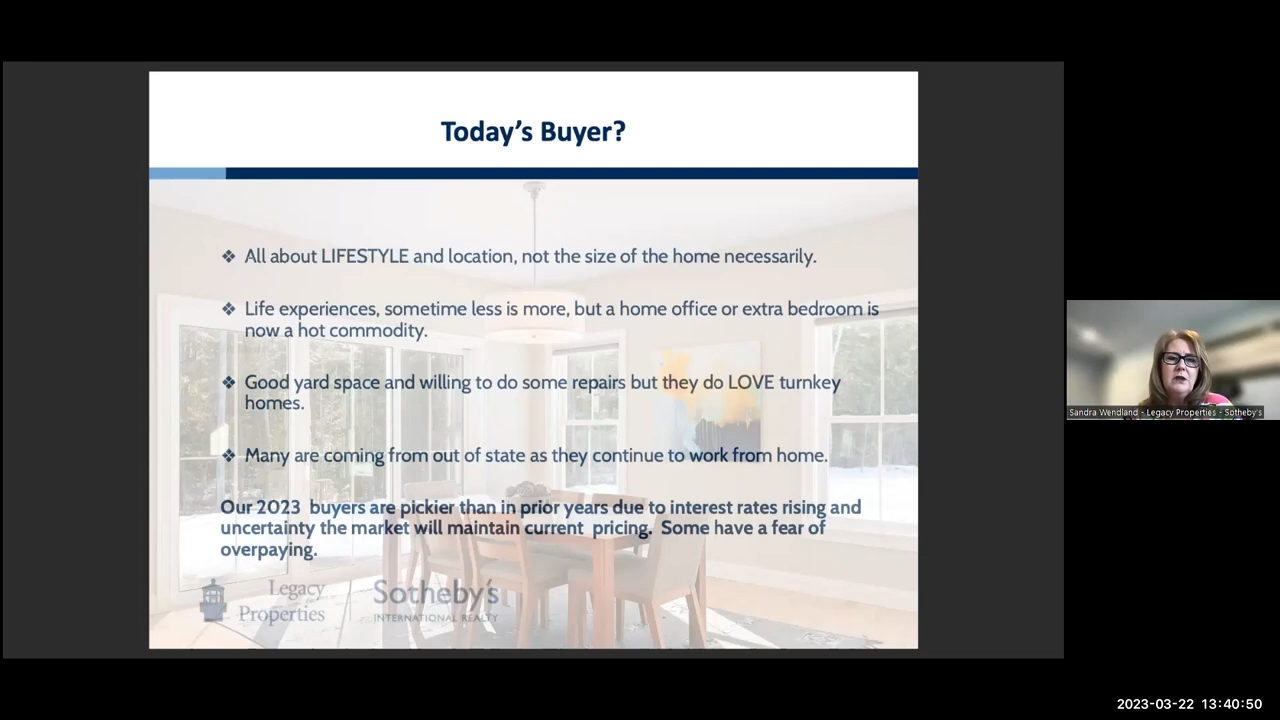 Today's Buyer?
❖ All about LIFESTYLE and location, not the size of the home necessarily.
❖ Life experiences, sometime less is more, but a home office or extra bedroom is
now a hot commodity.
❖ Good yard space and willing to do some repairs but they do LOVE turnkey
homes.
❖ Many are coming from out of state as they continue to work from home.
Our 2023 buyers are pickier than in prior years due to interest rates rising and
uncertainty the market will maintain current pricing. Some have a fear of
overpaying.
Legacy
Properties
Sotheby's
INTERNATIONAL REALTY
Sandra Wendland - Legacy Properties - Sotheby's
2023-03-22 13:40:50